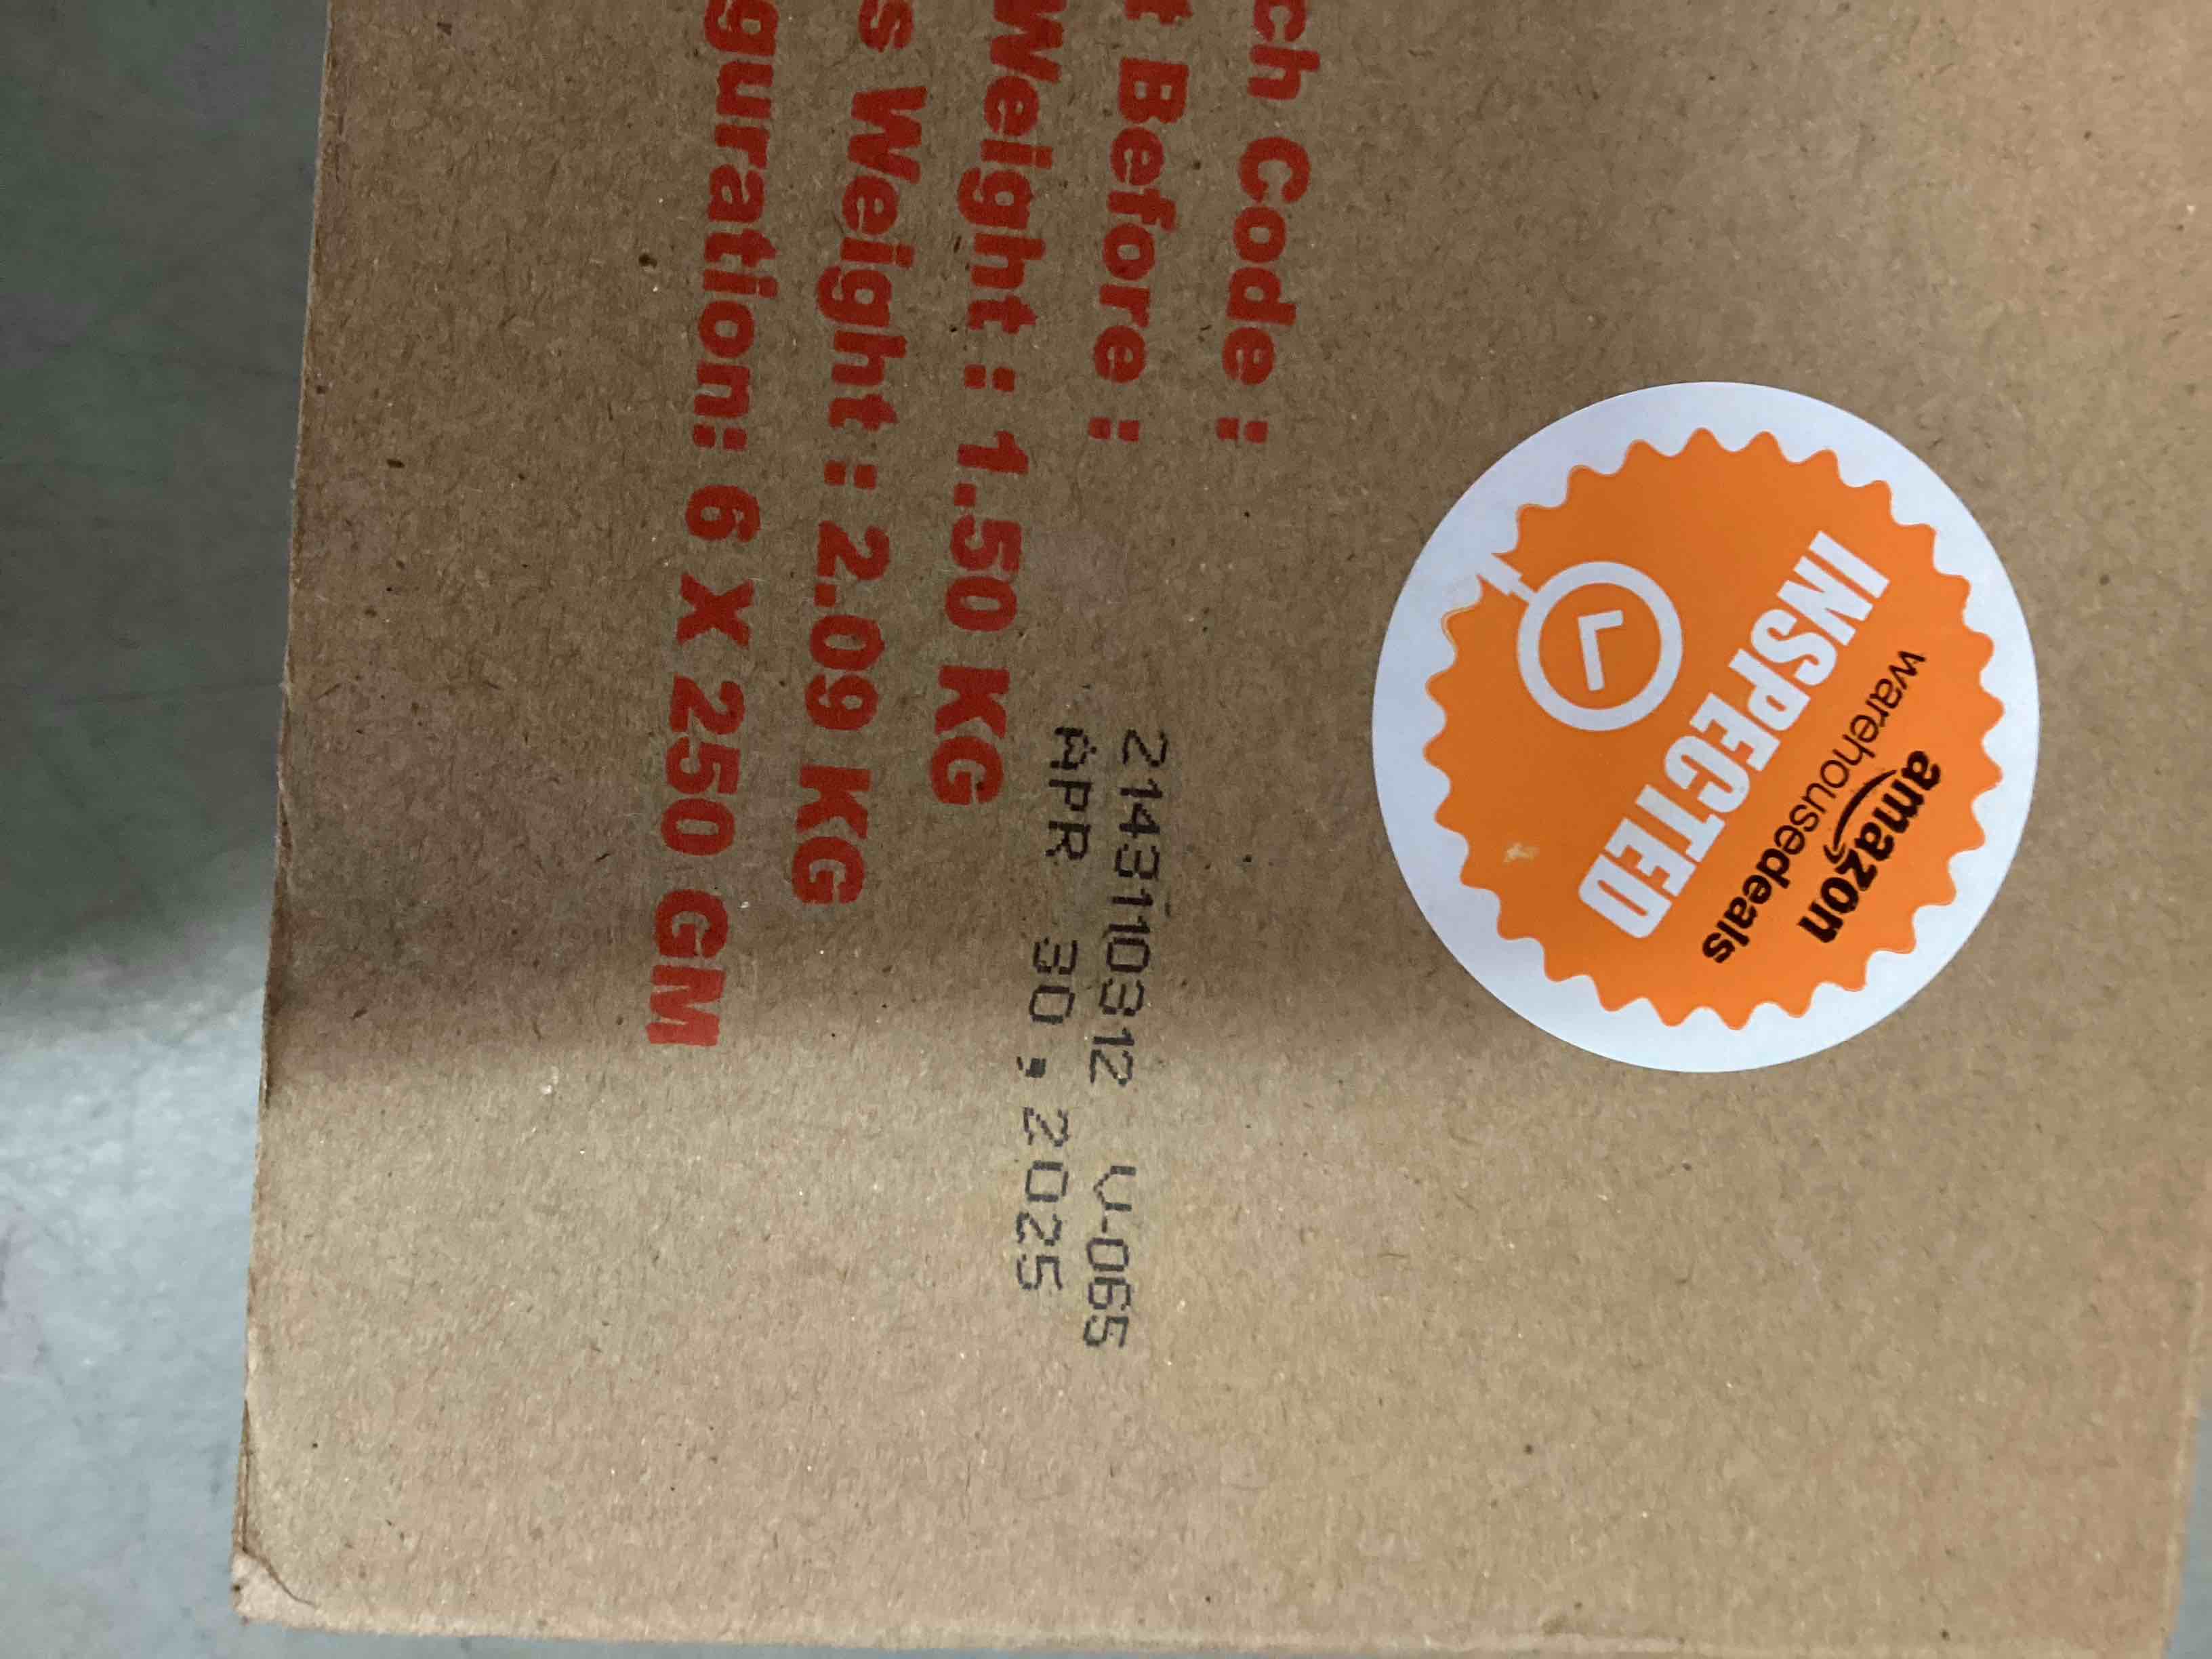 ch Code :
t Before :
Weight : 1.50 KG
s Weight : 2.09 KG
guration: 6 X 250 GM
2143110312 V-065
APR 30, 2025
amazon
warehousedeals
INSPECTED